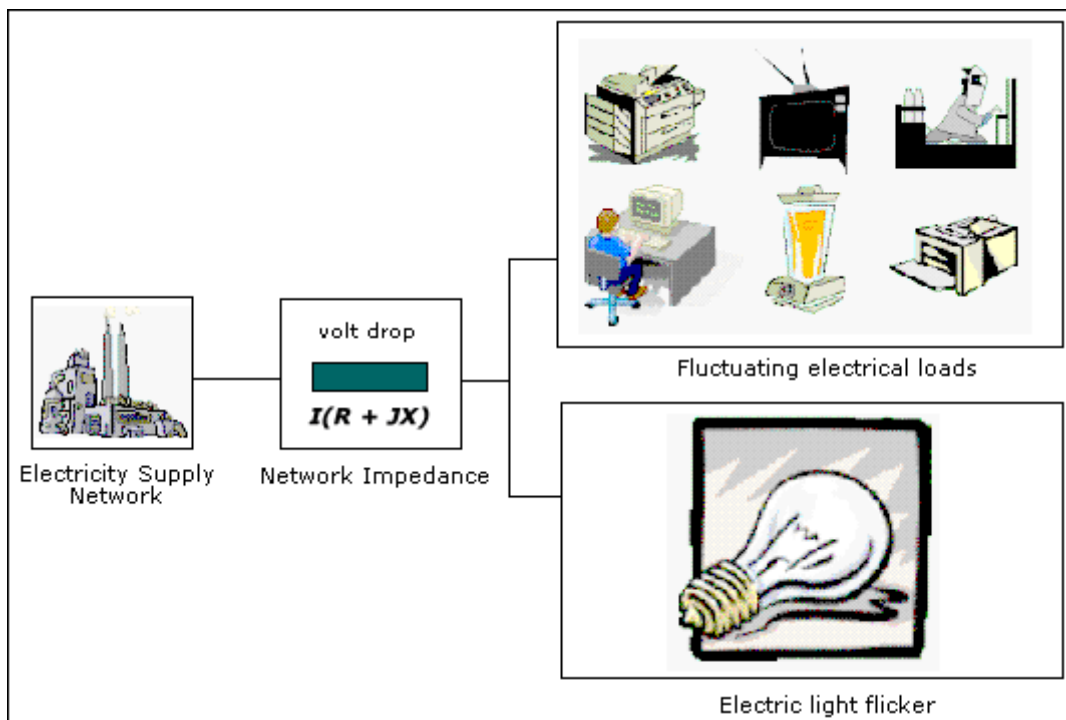 volt drop
I(R + JX)
Electricity Supply
Network
Network Impedance
Fluctuating electrical loads
Electric light flicker